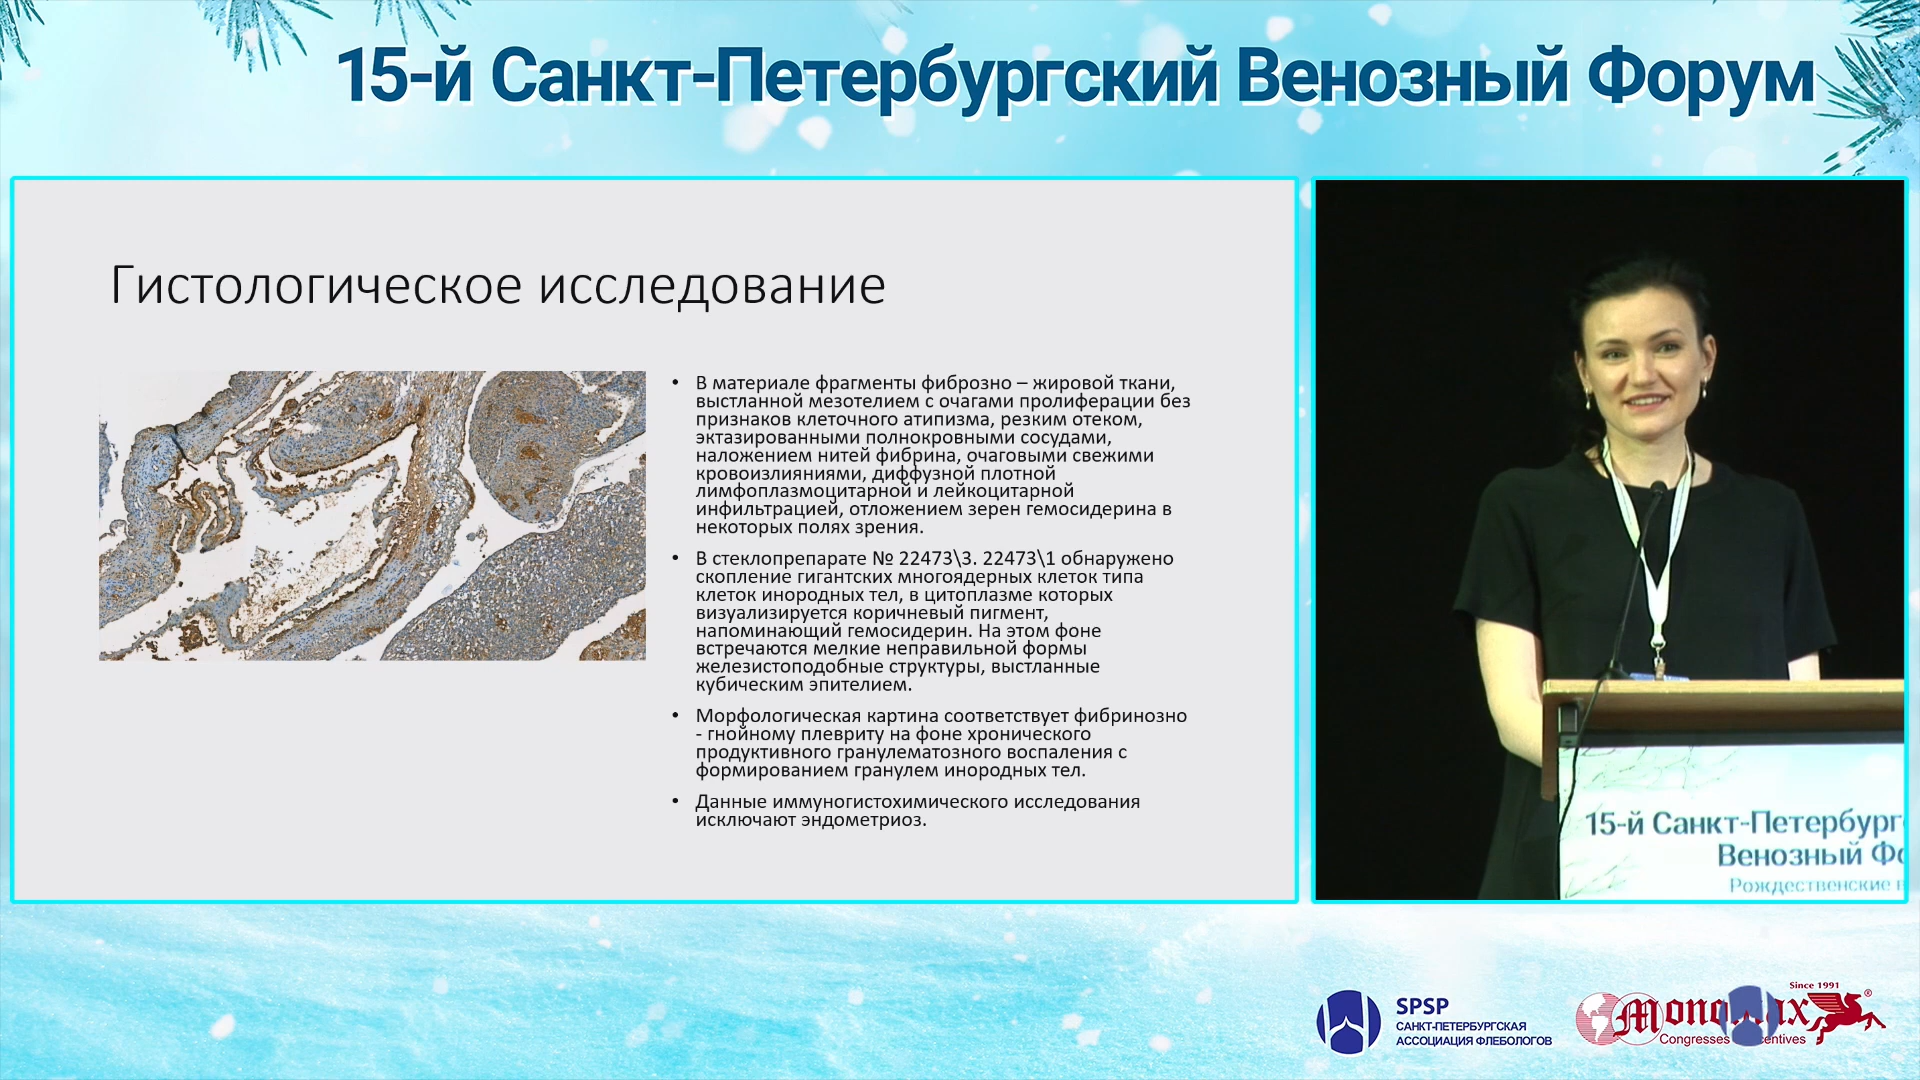 15-й Санкт-Петербургский Венозный Форум
Гистологическое исследование
• В материале фрагменты фиброзно – жировой ткани,
выстланной мезотелием с очагами пролиферации без
признаков клеточного атипизма, резким отеком,
эктазированными полнокровными сосудами,
наложением нитей фибрина, очаговыми свежими
кровоизлияниями, диффузной плотной
лимфоплазмоцитарной и лейкоцитарной
инфильтрацией, отложением зерен гемосидерина в
некоторых полях зрения.
• В стеклопрепарате № 22473\3. 22473\1 обнаружено
скопление гигантских многоядерных клеток типа
клеток инородных тел, в цитоплазме которых
визуализируется коричневый пигмент,
напоминающий гемосидерин. На этом фоне
встречаются мелкие неправильной формы
железистоподобные структуры, выстланные
кубическим эпителием.
• Морфологическая картина соответствует фибринозно
- гнойному плевриту на фоне хронического
продуктивного гранулематозного воспаления с
формированием гранулем инородных тел.
• Данные иммуногистохимического исследования
исключают эндометриоз.
15-й Санкт-Петербург
Венозный Фо
Рождественские в
SPSP
САНКТ-ПЕТЕРБУРГСКАЯ
АССОЦИАЦИЯ ФЛЕБОЛОГОВ
Since 1991
Congresses